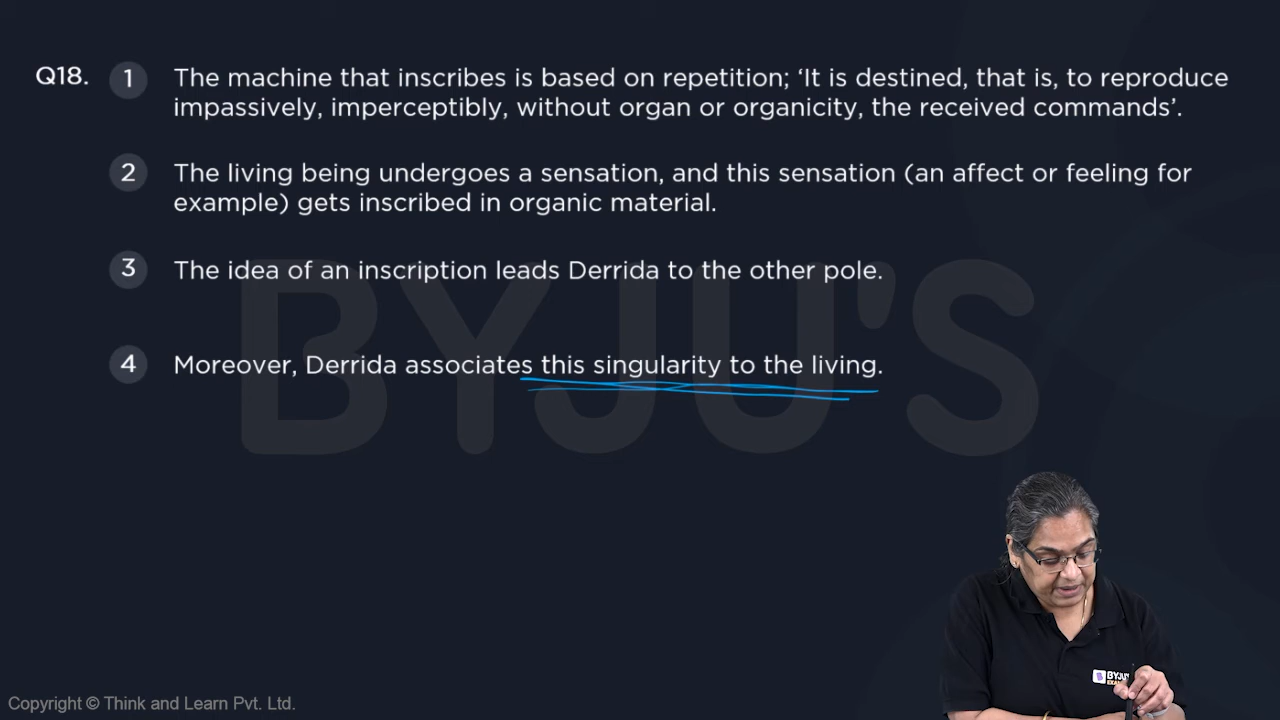 Q18. 1 The machine that inscribes is based on repetition; ‘It is destined, that is, to reproduce
impassively, imperceptibly, without organ or organicity, the received commands’.
2 The living being undergoes a sensation, and this sensation (an affect or feeling for
example) gets inscribed in organic material.
3 The idea of an inscription leads Derrida to the other pole.
BYJU'S
4 Moreover, Derrida associates this singularity to the living.
BYJU'S
Copyright © Think and Learn Pvt. Ltd.